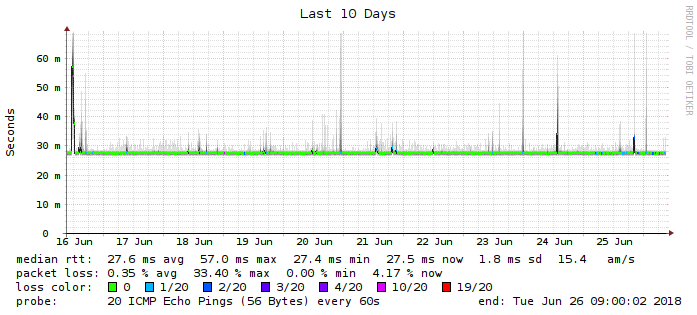 Last 10 Days
RRDTOOL / TOBI OETIKER
Seconds
60 m
50 m
40 m
30 m
20 m
10 m
0
16 Jun 17 Jun 18 Jun 19 Jun 20 Jun 21 Jun 22 Jun 23 Jun 24 Jun 25 Jun
median rtt: 27.6 ms avg 57.0 ms max 27.4 ms min 27.5 ms now 1.8 ms sd 15.4 am/s
packet loss: 0.35 % avg 33.40 % max 0.00 % min 4.17 % now
loss color: 0 1/20 2/20 3/20 4/20 10/20 19/20
probe: 20 ICMP Echo Pings (56 Bytes) every 60s end: Tue Jun 26 09:00:02 2018